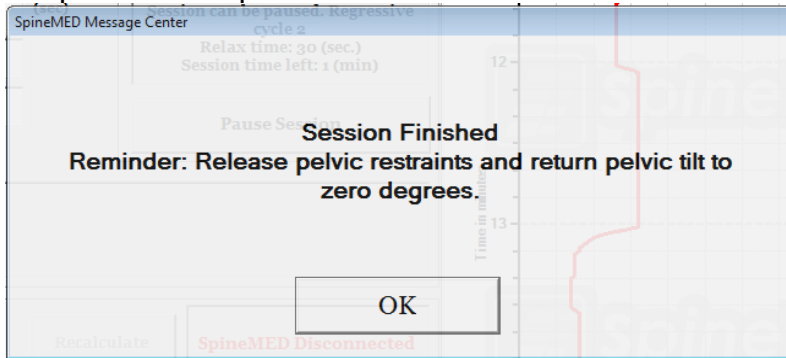 SpineMED Message Center
(sec)
Session can be paused. Regressive
cycle 2
Relax time: 30 (sec.)
Session time left: 1 (min)
12
Pause Session
Session Finished
Reminder: Release pelvic restraints and return pelvic tilt to
zero degrees.
Time in minutes
13
OK
Recalculate
SpineMED Disconnected